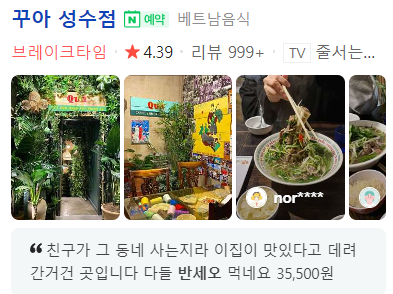 꾸아 성수점 N 예약 베트남음식
브레이크타임 · ★ 4.39 · 리뷰 999+ · TV 줄서는...
Quà
Quà
nor****
❝ 친구가 그 동네 사는지라 이집이 맛있다고 데려
간거건 곳입니다 다들 반세오 먹네요 35,500원